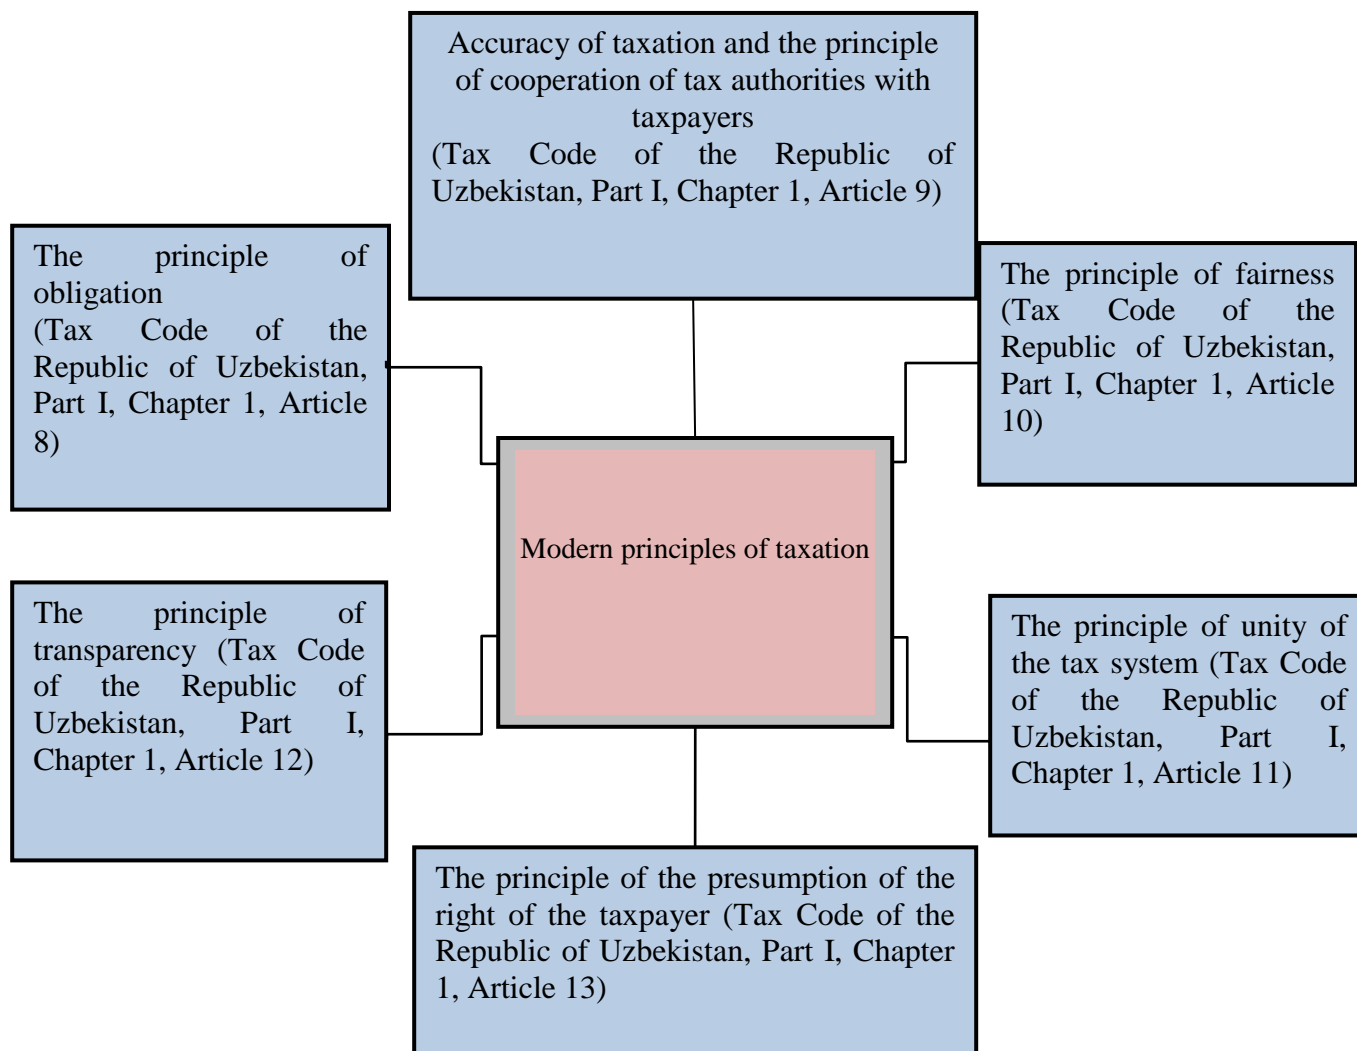 Accuracy of taxation and the principle
of cooperation of tax authorities with
taxpayers
(Tax Code of the Republic of
Uzbekistan, Part I, Chapter 1, Article 9)
The principle of
obligation
(Tax Code of the
Republic of Uzbekistan,
Part I, Chapter 1, Article
8)
The principle of fairness
(Tax Code of the
Republic of Uzbekistan,
Part I, Chapter 1, Article
10)
Modern principles of taxation
The principle of
transparency (Tax Code
of the Republic of
Uzbekistan, Part I,
Chapter 1, Article 12)
The principle of unity of
the tax system (Tax Code
of the Republic of
Uzbekistan, Part I,
Chapter 1, Article 11)
The principle of the presumption of the
right of the taxpayer (Tax Code of the
Republic of Uzbekistan, Part I, Chapter
1, Article 13)